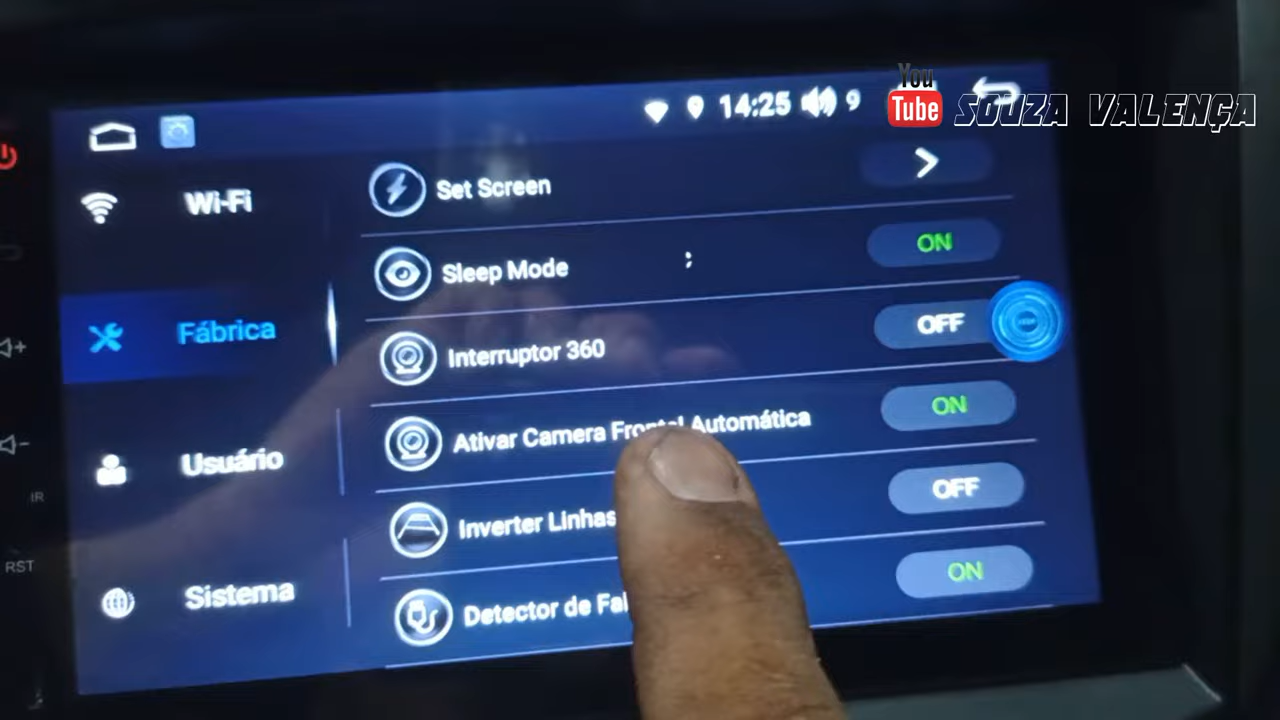 You
Tube
SOUZA VALENÇA
14:25
9
Wi-Fi
Set Screen
Sleep Mode
:
ON
Fábrica
Interruptor 360
OFF
Ativar Camera Frontal Automática
ON
Usuário
Inverter Linhas
OFF
Sistema
Detector de
ON
IR
RST